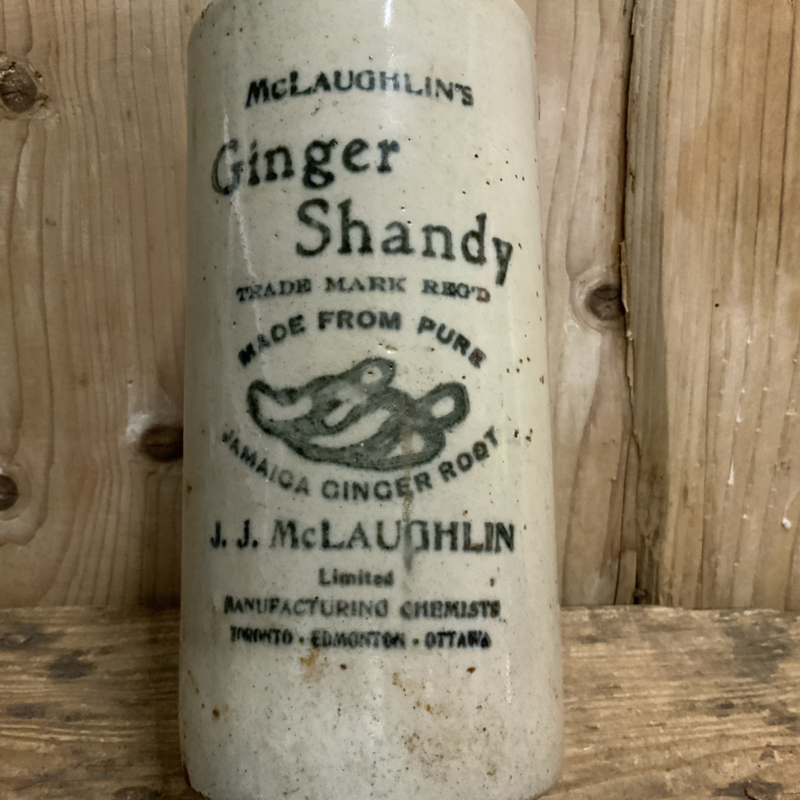 McLAUGHLIN'S
Ginger
Shandy
TRADE MARK REG'D
MADE FROM PURE
JAMAICA GINGER ROOT
J. J. McLAUGHLIN
Limited
MANUFACTURING CHEMISTS
TORONTO · EDMONTON · OTTAWA